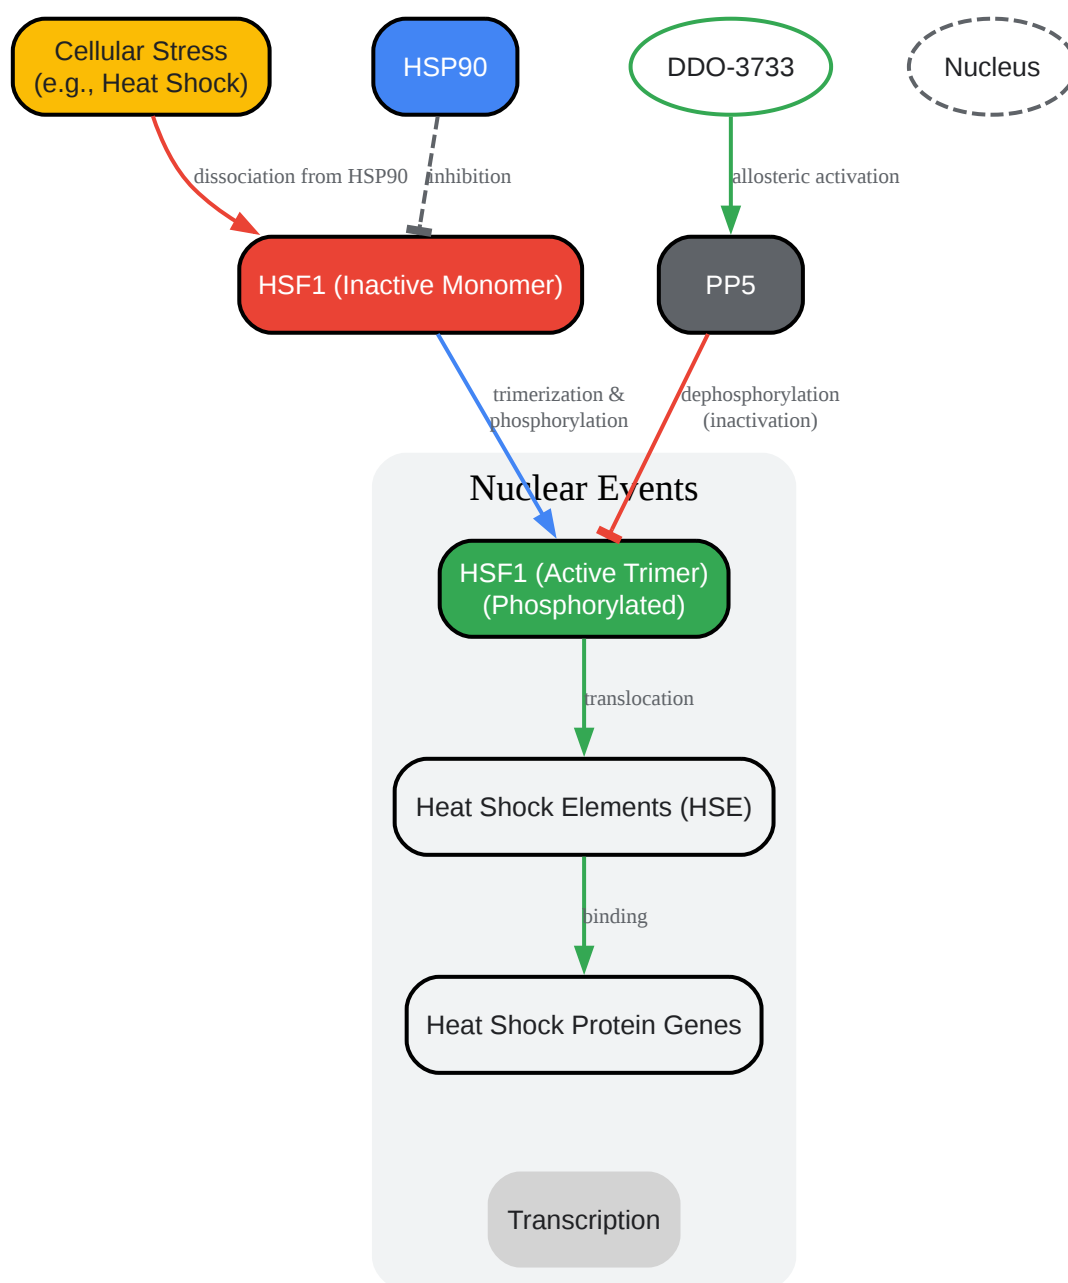 Cellular Stress
(e.g., Heat Shock)
HSP90
DDO-3733
Nucleus
dissociation from HSP90
inhibition
allosteric activation
HSF1 (Inactive Monomer)
PP5
trimerization &
phosphorylation
dephosphorylation
(inactivation)
Nuclear Events
HSF1 (Active Trimer)
(Phosphorylated)
translocation
Heat Shock Elements (HSE)
binding
Heat Shock Protein Genes
Transcription